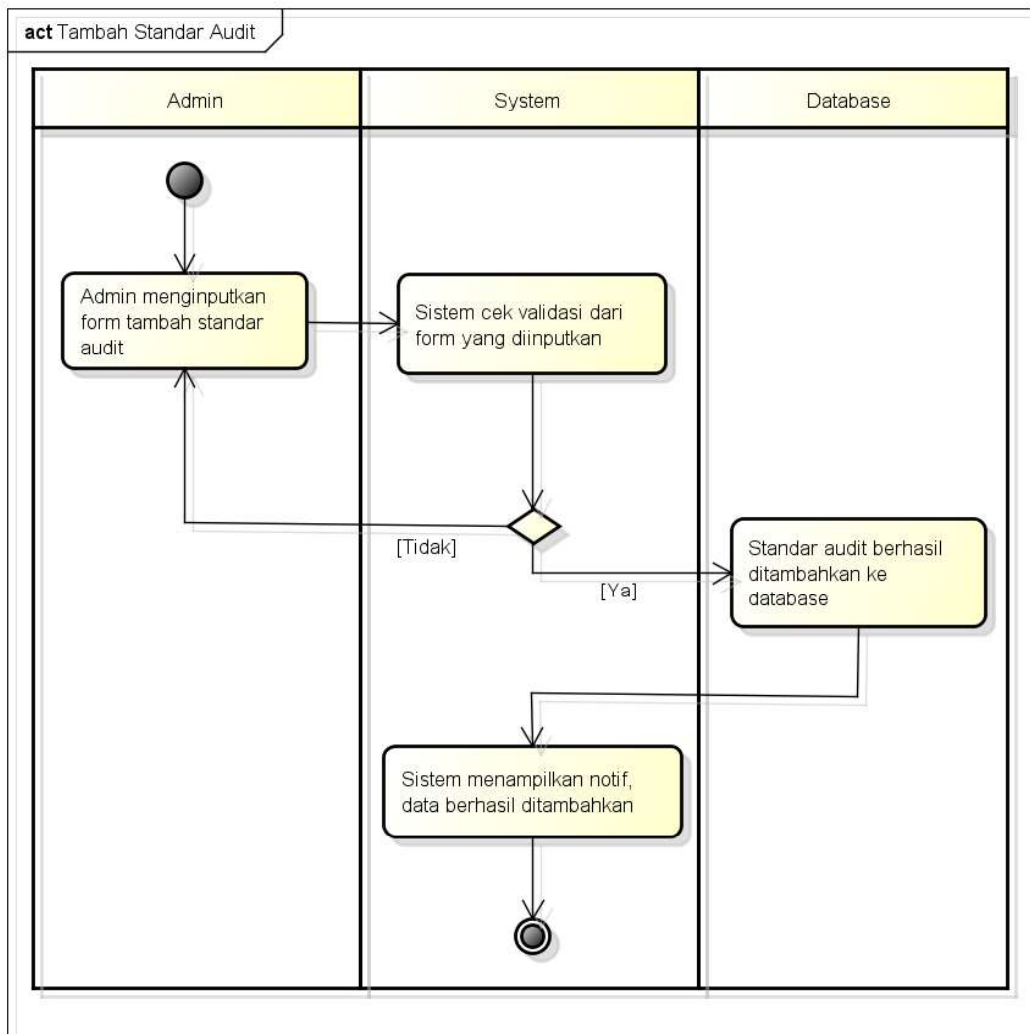 act Tambah Standar Audit
Admin
System
Database
Admin menginputkan
form tambah standar
audit
Sistem cek validasi dari
form yang diinputkan
[Tidak]
[Ya]
Standar audit berhasil
ditambahkan ke
database
Sistem menampilkan notif,
data berhasil ditambahkan